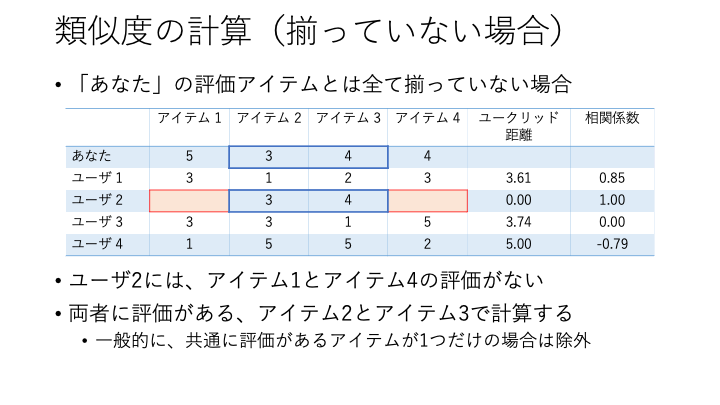 類似度の計算（揃っていない場合）
• 「あなた」の評価アイテムとは全て揃っていない場合
アイテム 1 アイテム 2 アイテム 3 アイテム 4 ユークリッド距離 相関係数
あなた 5 3 4 4
ユーザ 1 3 1 2 3 3.61 0.85
ユーザ 2 3 4 0.00 1.00
ユーザ 3 3 3 1 5 3.74 0.00
ユーザ 4 1 5 5 2 5.00 -0.79
• ユーザ2には、アイテム1とアイテム4の評価がない
• 両者に評価がある、アイテム2とアイテム3で計算する
• 一般的に、共通に評価があるアイテムが1つだけの場合は除外